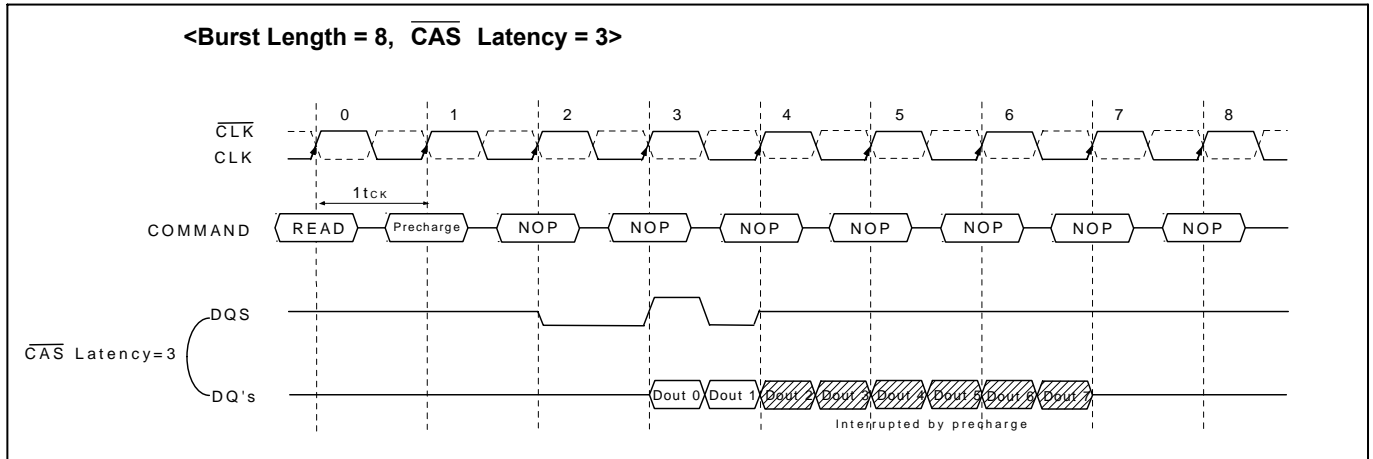 <Burst Length = 8, CAS Latency = 3>
0 1 2 3 4 5 6 7 8
CLK
CLK
1tCK
COMMAND READ Precharge NOP NOP NOP NOP NOP NOP NOP
DQS
CAS Latency=3
DQ's Dout 0 Dout 1 Dout 2 Dout 3 Dout 4 Dout 5 Dout 6 Dout 7
Interrupted by precharge